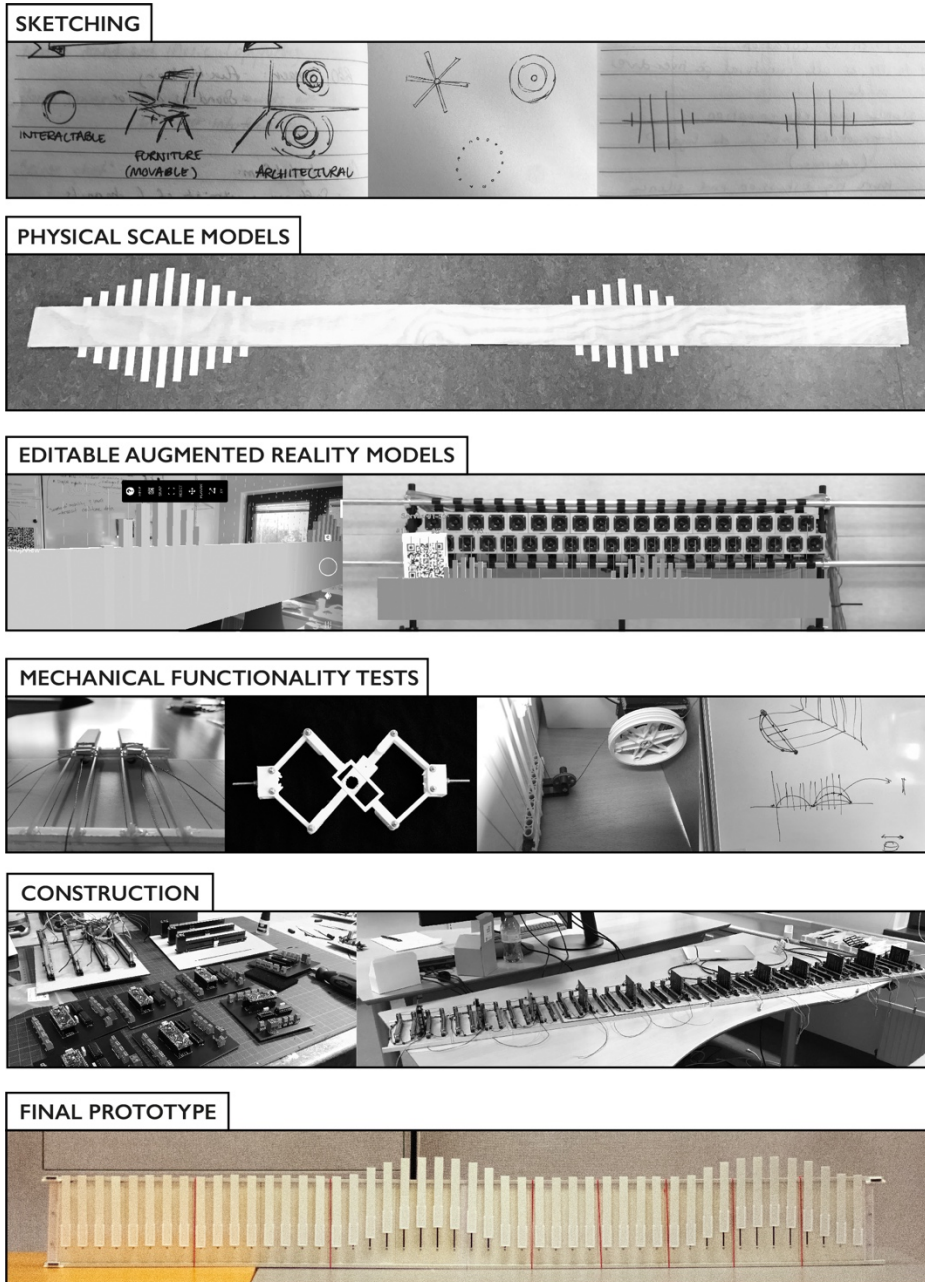 SKETCHING
INTERACTABLE
FURNITURE
(MOVABLE)
ARCHITECTURAL
PHYSICAL SCALE MODELS
EDITABLE AUGMENTED REALITY MODELS
MECHANICAL FUNCTIONALITY TESTS
CONSTRUCTION
FINAL PROTOTYPE